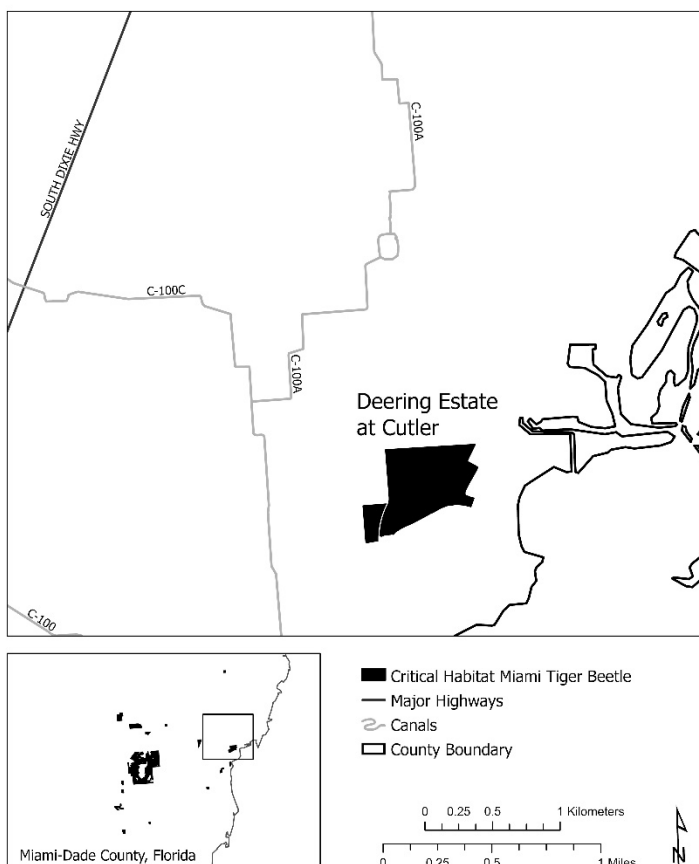 SOUTH DIXIE HWY
C-100A
C-100C
C-100A
Deering Estate
at Cutler
C-100
Critical Habitat Miami Tiger Beetle
Major Highways
Canals
County Boundary
0 0.25 0.5 1 Kilometers
0 0.25 0.5 1 Miles
N
Miami-Dade County, Florida